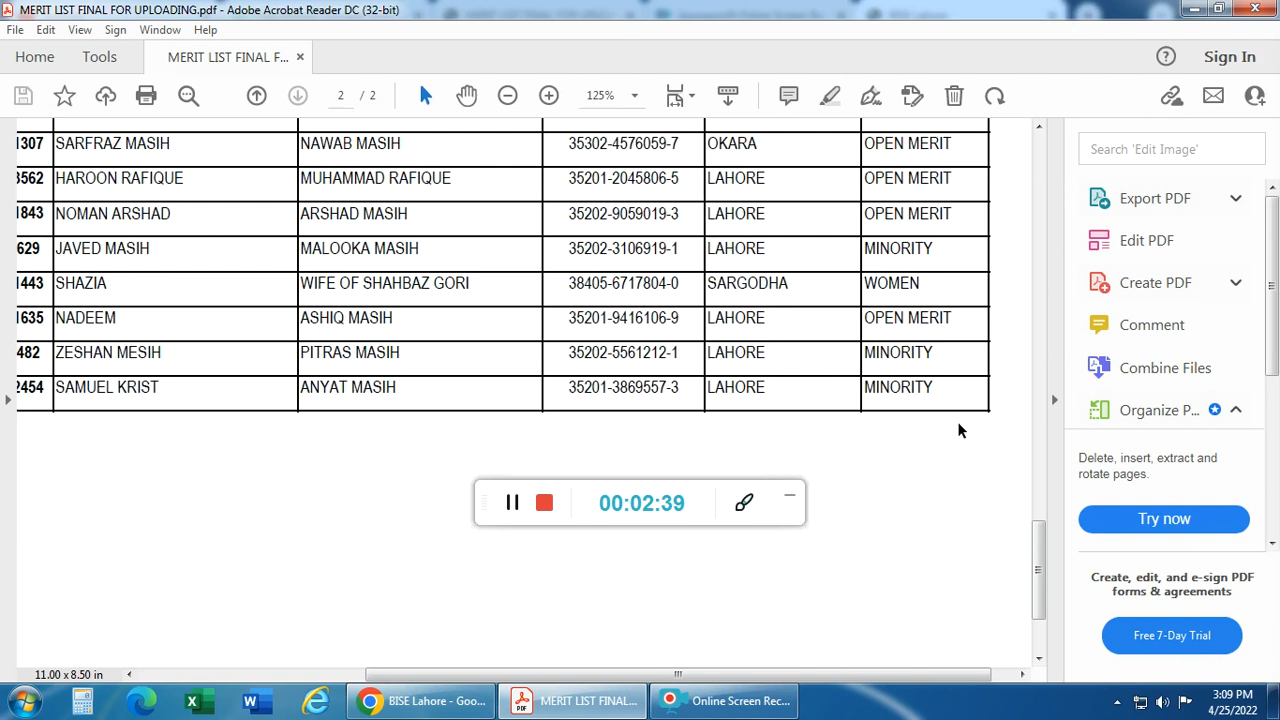 MERIT LIST FINAL FOR UPLOADING.pdf - Adobe Acrobat Reader DC (32-bit)
File Edit View Sign Window Help
Home Tools MERIT LIST FINAL F... × Sign In
2 / 2 125%
1307 SARFRAZ MASIH NAWAB MASIH 35302-4576059-7 OKARA OPEN MERIT
3562 HAROON RAFIQUE MUHAMMAD RAFIQUE 35201-2045806-5 LAHORE OPEN MERIT
1843 NOMAN ARSHAD ARSHAD MASIH 35202-9059019-3 LAHORE OPEN MERIT
629 JAVED MASIH MALOOKA MASIH 35202-3106919-1 LAHORE MINORITY
1443 SHAZIA WIFE OF SHAHBAZ GORI 38405-6717804-0 SARGODHA WOMEN
1635 NADEEM ASHIQ MASIH 35201-9416106-9 LAHORE OPEN MERIT
482 ZESHAN MESIH PITRAS MASIH 35202-5561212-1 LAHORE MINORITY
2454 SAMUEL KRIST ANYAT MASIH 35201-3869557-3 LAHORE MINORITY
00:02:39
11.00 x 8.50 in
Search 'Edit Image'
Export PDF
Edit PDF
Create PDF
Comment
Combine Files
Organize P...
Delete, insert, extract and
rotate pages.
Try now
Create, edit, and e-sign PDF
forms & agreements
Free 7-Day Trial
BISE Lahore - Goo... MERIT LIST FINAL... Online Screen Rec...
3:09 PM
4/25/2022